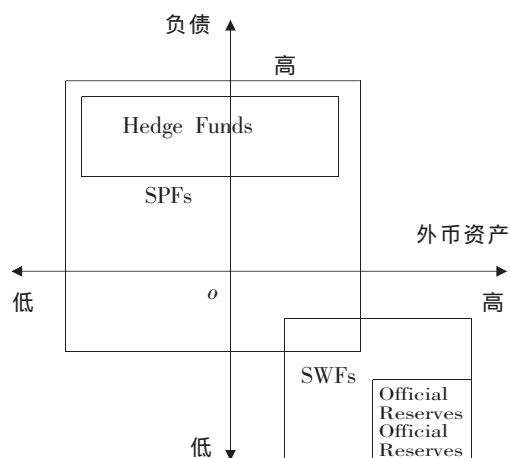 负债
高
Hedge Funds
SPFs
外币资产
低
o
高
SWFs
Official
Reserves
Official
Reserves
低